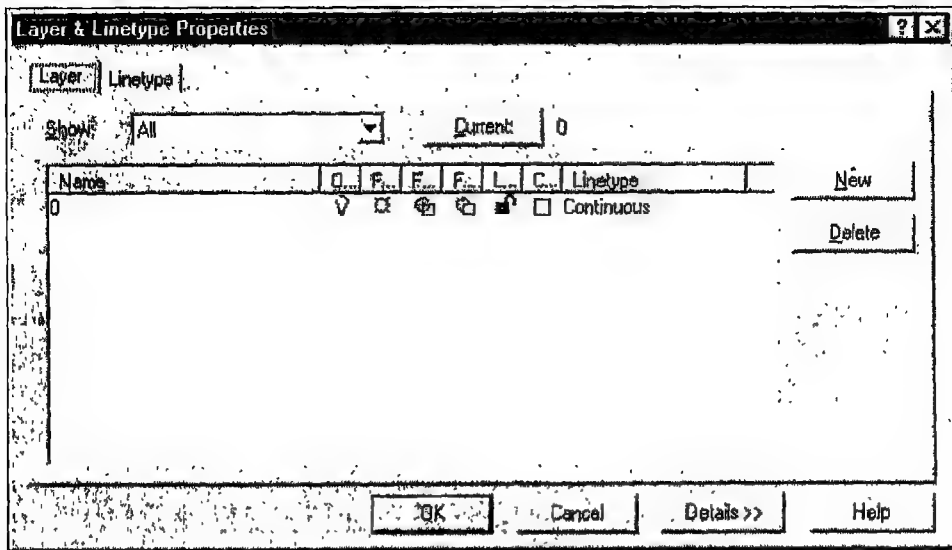 Layer & Linetype Properties ? X
Layer Linetype
Show: All Current: 0
Name O... F... F... F... L... C... Linetype New
0 Continuous
Delete
OK Cancel Details >> Help